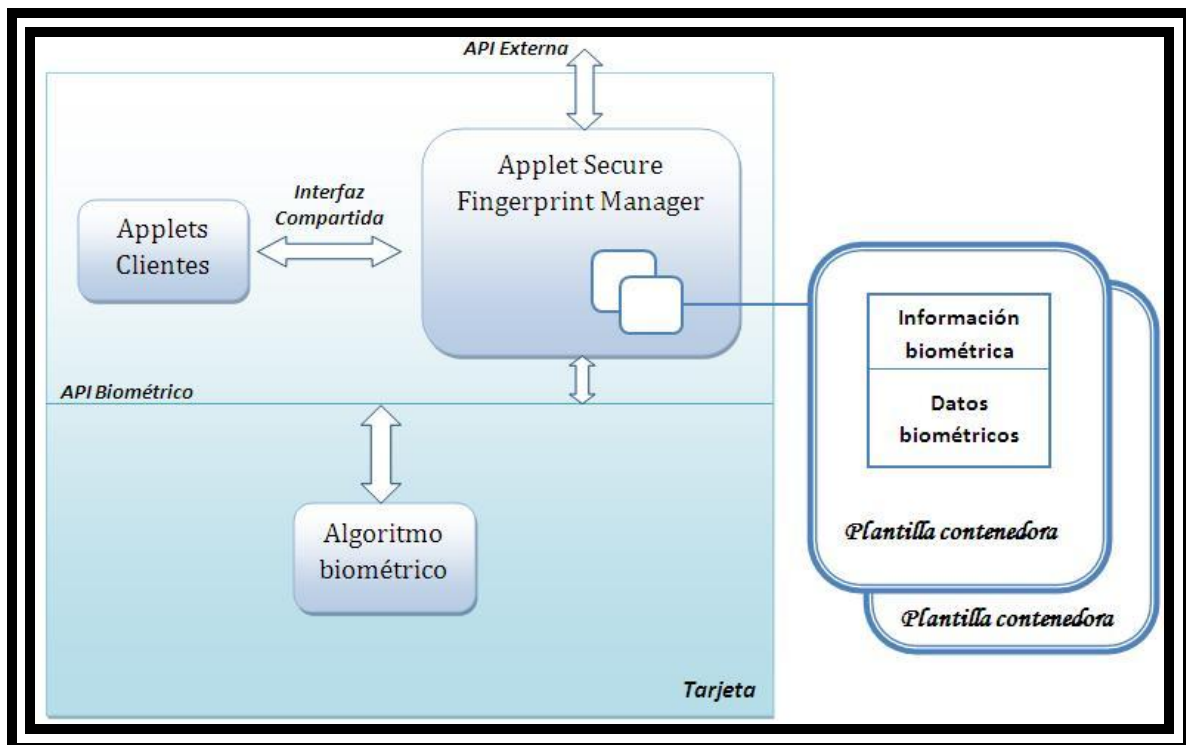 API Externa
Applet Secure
Fingerprint Manager
Interfaz
Compartida
Applets
Clientes
Información
biométrica
Datos
biométricos
API Biométrico
Plantilla contenedora
Algoritmo
biométrico
Plantilla contenedora
Tarjeta